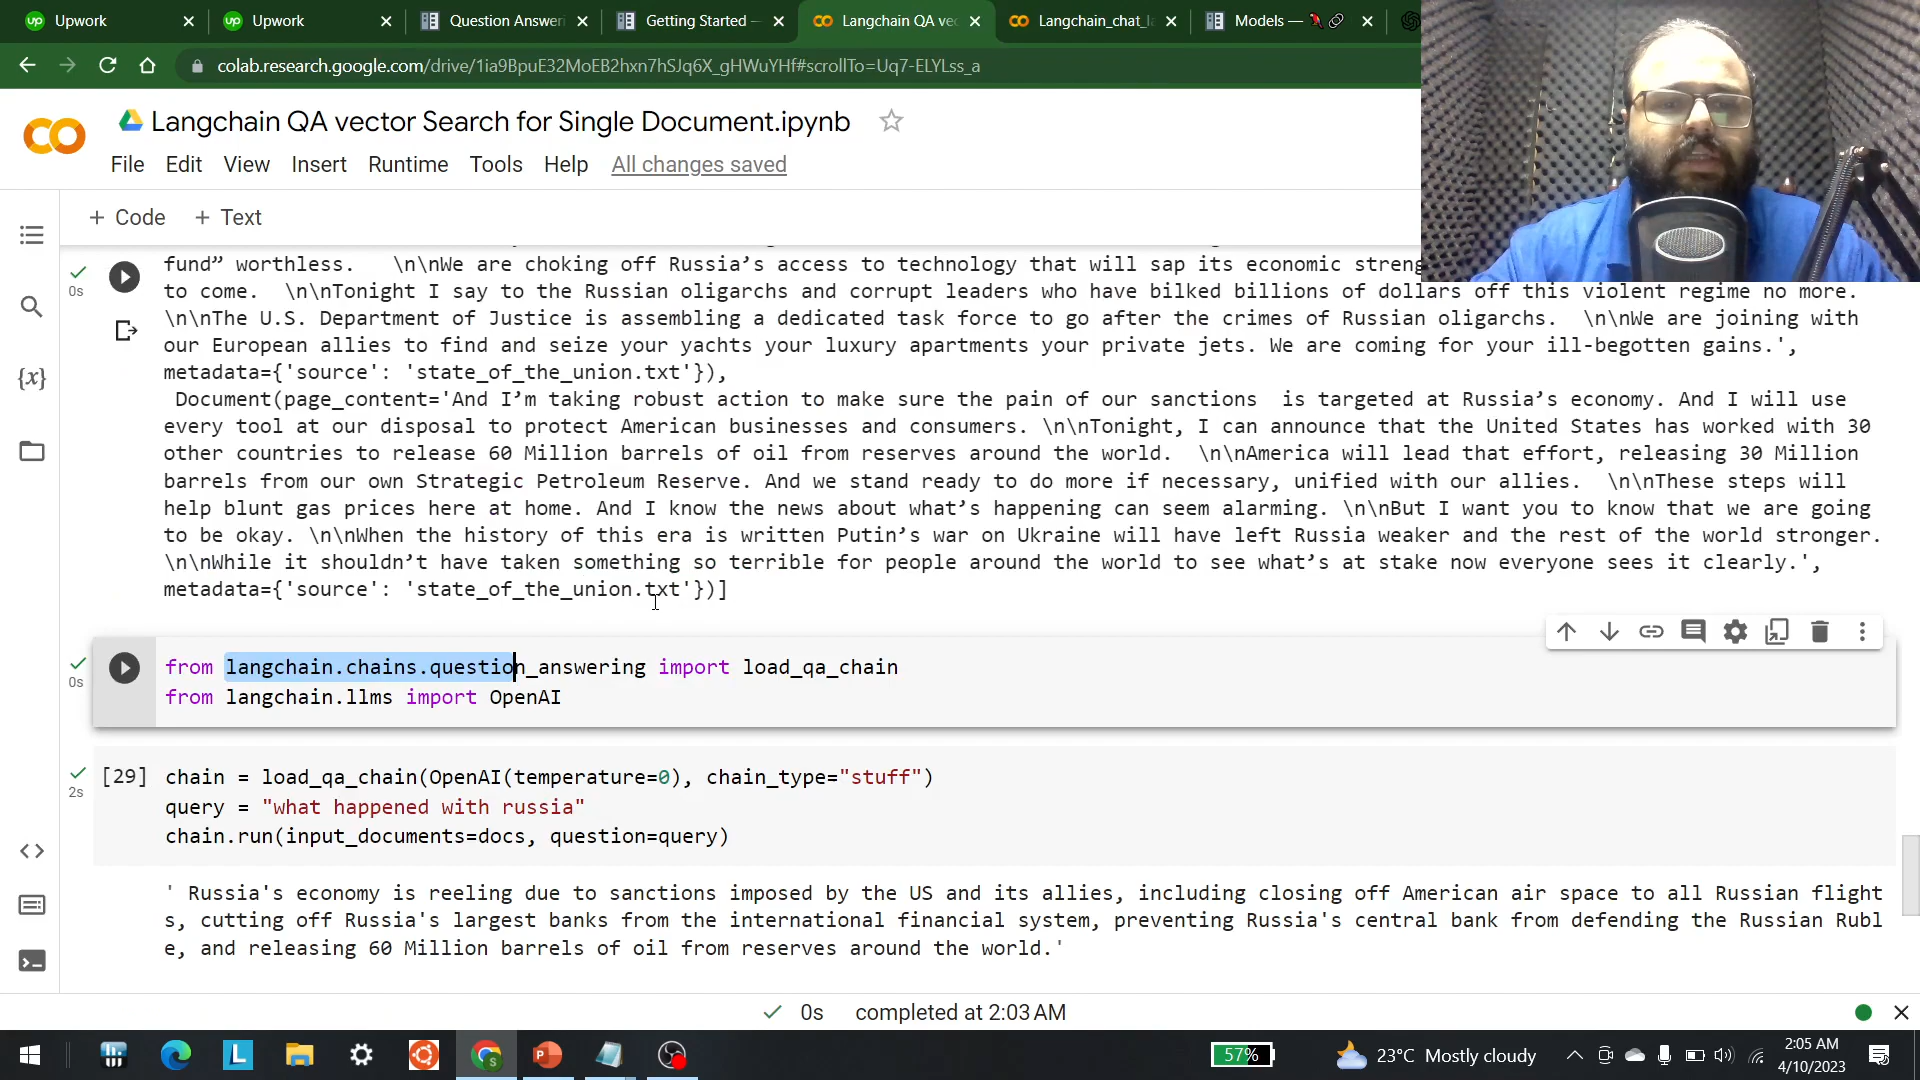 Upwork
Upwork
Question Answeri
Getting Started —
Langchain QA vec
Langchain_chat_l
Models —
colab.research.google.com/drive/1ia9BpuE32MoEB2hxn7hSJq6X_gHWuYHf#scrollTo=Uq7-ELYLss_a
Langchain QA vector Search for Single Document.ipynb
File Edit View Insert Runtime Tools Help All changes saved
+ Code + Text
fund” worthless. \n\nWe are choking off Russia’s access to technology that will sap its economic streng
to come. \n\nTonight I say to the Russian oligarchs and corrupt leaders who have bilked billions of dollars off this violent regime no more.
\n\nThe U.S. Department of Justice is assembling a dedicated task force to go after the crimes of Russian oligarchs. \n\nWe are joining with
our European allies to find and seize your yachts your luxury apartments your private jets. We are coming for your ill-begotten gains.',
metadata={'source': 'state_of_the_union.txt'}),
Document(page_content='And I’m taking robust action to make sure the pain of our sanctions is targeted at Russia’s economy. And I will use
every tool at our disposal to protect American businesses and consumers. \n\nTonight, I can announce that the United States has worked with 30
other countries to release 60 Million barrels of oil from reserves around the world. \n\nAmerica will lead that effort, releasing 30 Million
barrels from our own Strategic Petroleum Reserve. And we stand ready to do more if necessary, unified with our allies. \n\nThese steps will
help blunt gas prices here at home. And I know the news about what’s happening can seem alarming. \n\nBut I want you to know that we are going
to be okay. \n\nWhen the history of this era is written Putin’s war on Ukraine will have left Russia weaker and the rest of the world stronger.
\n\nWhile it shouldn’t have taken something so terrible for people around the world to see what’s at stake now everyone sees it clearly.',
metadata={'source': 'state_of_the_union.txt'})]
0s
from langchain.chains.question_answering import load_qa_chain
from langchain.llms import OpenAI
0s
[29] chain = load_qa_chain(OpenAI(temperature=0), chain_type="stuff")
query = "what happened with russia"
chain.run(input_documents=docs, question=query)
2s
' Russia's economy is reeling due to sanctions imposed by the US and its allies, including closing off American air space to all Russian flight
s, cutting off Russia's largest banks from the international financial system, preventing Russia's central bank from defending the Russian Rubl
e, and releasing 60 Million barrels of oil from reserves around the world.'
0s completed at 2:03 AM
57%
23°C Mostly cloudy
2:05 AM
4/10/2023